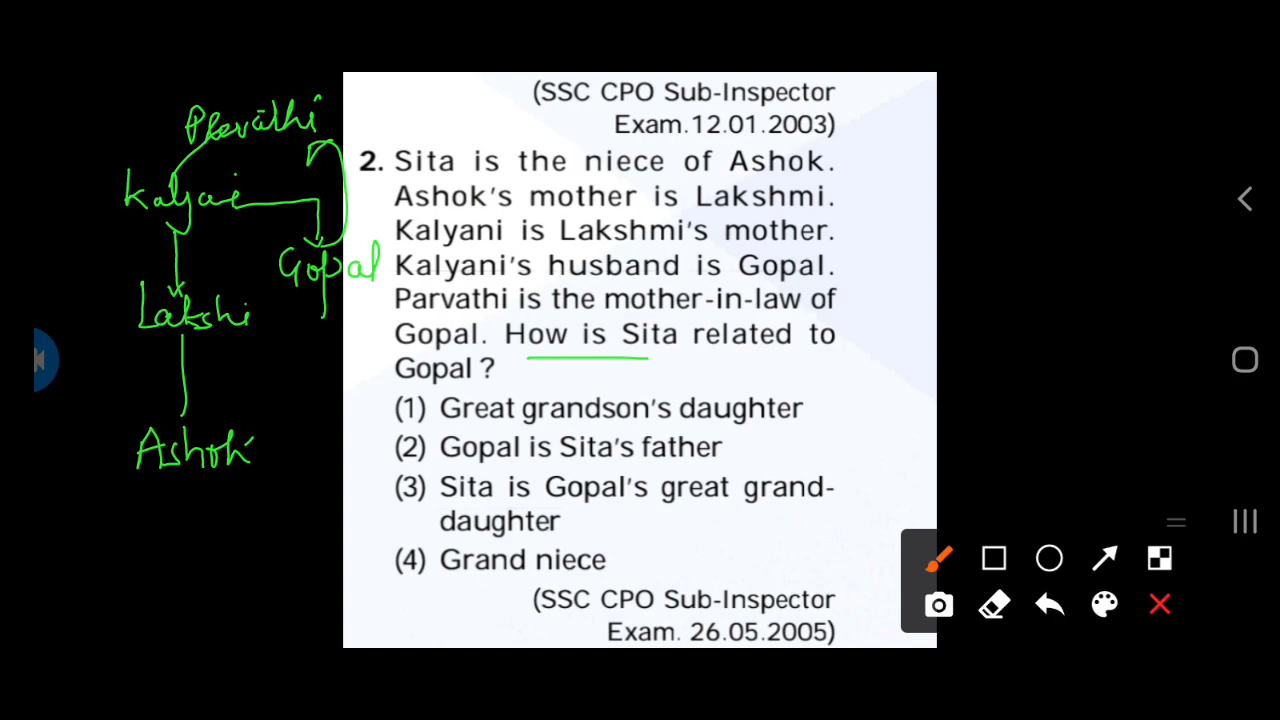 (SSC CPO Sub-Inspector
Exam.12.01.2003)
2. Sita is the niece of Ashok.
Ashok's mother is Lakshmi.
Kalyani is Lakshmi's mother.
Kalyani's husband is Gopal.
Parvathi is the mother-in-law of
Gopal. How is Sita related to
Gopal ?
(1) Great grandson's daughter
(2) Gopal is Sita's father
(3) Sita is Gopal's great grand-
daughter
(4) Grand niece
(SSC CPO Sub-Inspector
Exam. 26.05.2005)
Gopal
Lakshi
Ashok